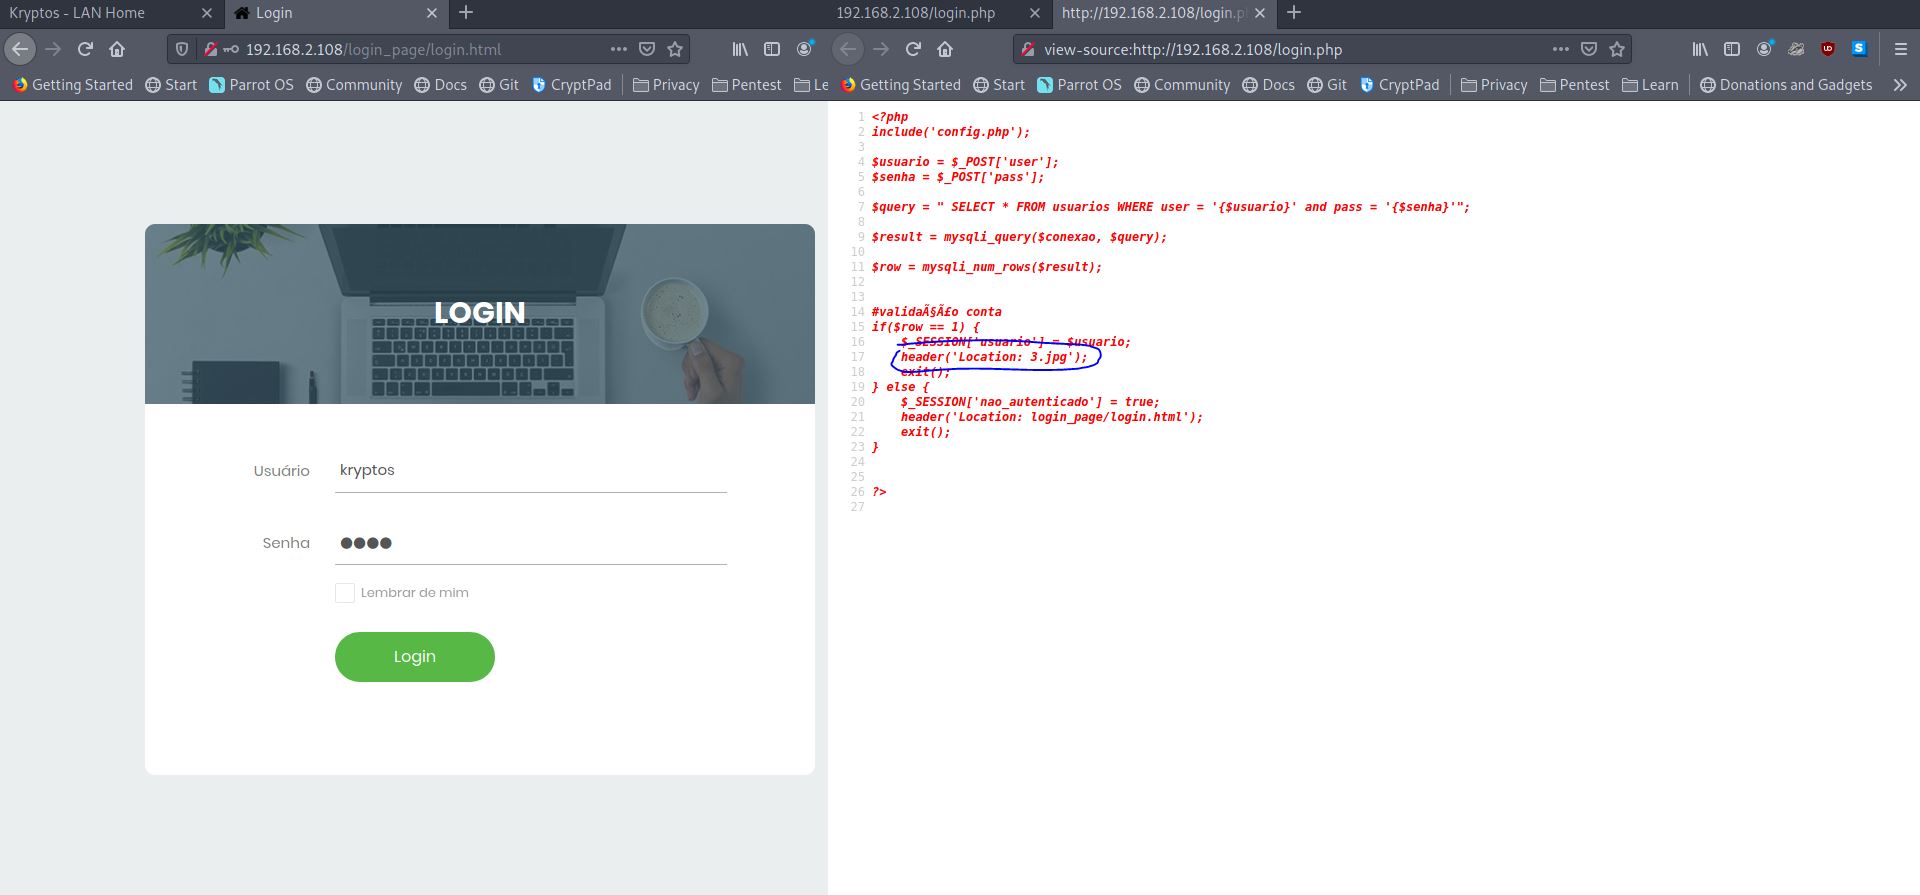 Kryptos - LAN Home
Login
192.168.2.108/login_page/login.html
Getting Started
Start
Parrot OS
Community
Docs
Git
CryptPad
Privacy
Pentest
Le
LOGIN
Usuário
kryptos
Senha
●●●●
Lembrar de mim
Login
192.168.2.108/login.php
http://192.168.2.108/login.p
view-source:http://192.168.2.108/login.php
Getting Started
Start
Parrot OS
Community
Docs
Git
CryptPad
Privacy
Pentest
Learn
Donations and Gadgets
1 <?php
2 include('config.php');
3
4 $usuario = $_POST['user'];
5 $senha = $_POST['pass'];
6
7 $query = " SELECT * FROM usuarios WHERE user = '{$usuario}' and pass = '{$senha}'";
8
9 $result = mysqli_query($conexao, $query);
10
11 $row = mysqli_num_rows($result);
12
13
14 #validaÃ§Ã£o conta
15 if($row == 1) {
16     $_SESSION['usuario'] = $usuario;
17     header('Location: 3.jpg');
18     exit();
19 } else {
20     $_SESSION['nao_autenticado'] = true;
21     header('Location: login_page/login.html');
22     exit();
23 }
24
25
26 ?>
27